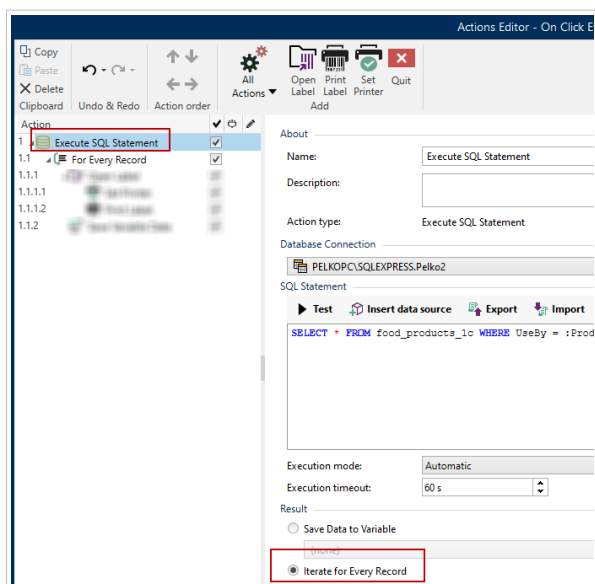 Actions Editor - On Click E
Copy
Paste
Delete
Clipboard
Undo & Redo
Action order
All
Actions
Open
Label
Print
Label
Set
Printer
Quit
Add
Action
1 Execute SQL Statement
1.1 For Every Record
1.1.1
1.1.1.1
1.1.1.2
1.1.2
About
Name: Execute SQL Statement
Description:
Action type: Execute SQL Statement
Database Connection
PELKOPC\SQLEXPRESS.Pelko2
SQL Statement
Test Insert data source Export Import
SELECT * FROM food_products_1c WHERE UseBy = :Prod
Execution mode: Automatic
Execution timeout: 60 s
Result
Save Data to Variable
(none)
Iterate for Every Record